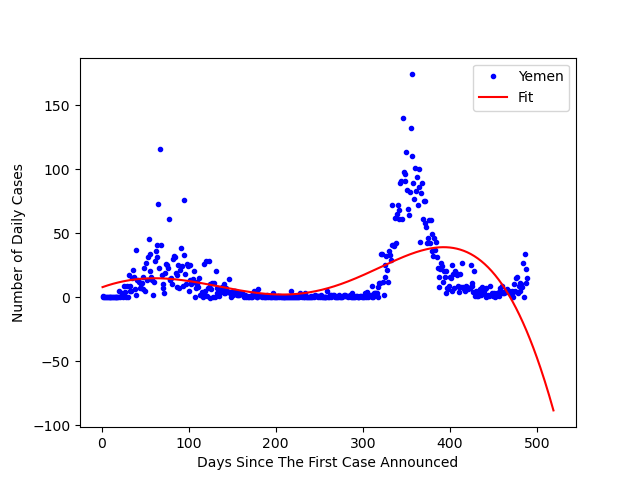 Yemen
Fit
150
100
50
0
−50
−100
Number of Daily Cases
0 100 200 300 400 500
Days Since The First Case Announced